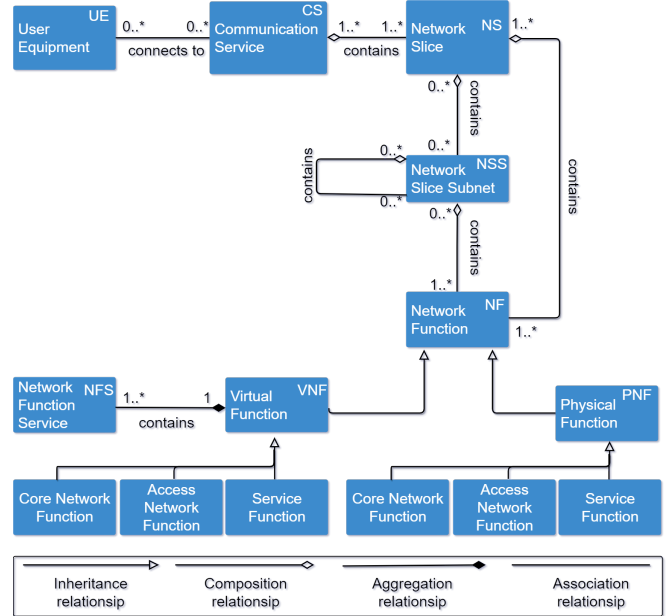 UE
User
Equipment
0..*
0..*
connects to
CS
Communication
Service
1..*
1..*
contains
NS
Network
Slice
1..*
0..*
contains
0..*
contains
0..*
NSS
Network
Slice Subnet
0..*
contains
0..*
contains
1..*
NF
Network
Function
1..*
Network
Function
Service
NFS
1..*
1
contains
VNF
Virtual
Function
PNF
Physical
Function
Core Network
Function
Access
Network
Function
Service
Function
Core Network
Function
Access
Network
Function
Service
Function
Inheritance
relationsip
Composition
relationship
Aggregation
relationship
Association
relationship